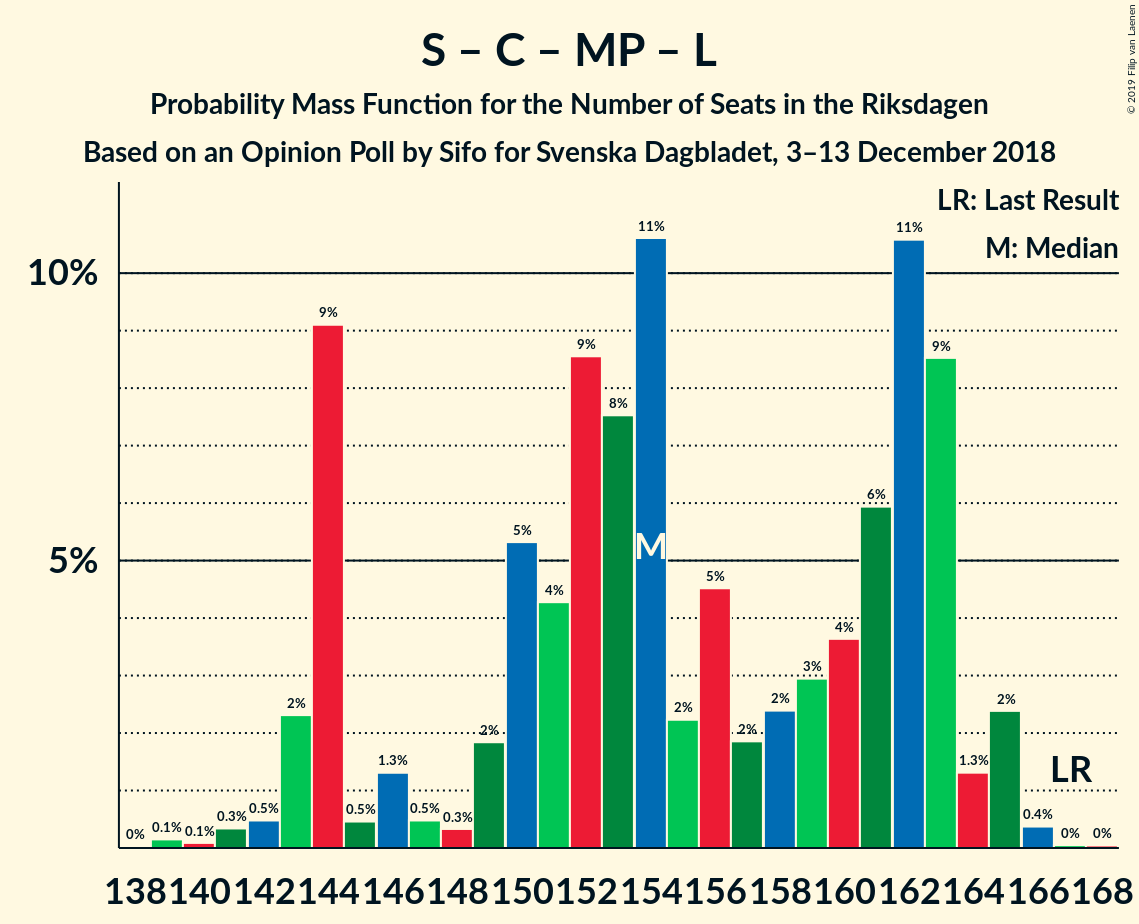 S – C – MP – L
Probability Mass Function for the Number of Seats in the Riksdagen
Based on an Opinion Poll by Sifo for Svenska Dagbladet, 3–13 December 2018
© 2019 Filip van Laenen
LR: Last Result
M: Median
10%
5%
0% 0.1% 0.1% 0.3% 0.5% 2% 9% 0.5% 1.3% 0.5% 0.3% 2% 5% 4% 9% 8% 11% 2% 5% 2% 2% 3% 4% 6% 11% 9% 1.3% 2% 0.4% 0% 0%
M
LR
138 140 142 144 146 148 150 152 154 156 158 160 162 164 166 168